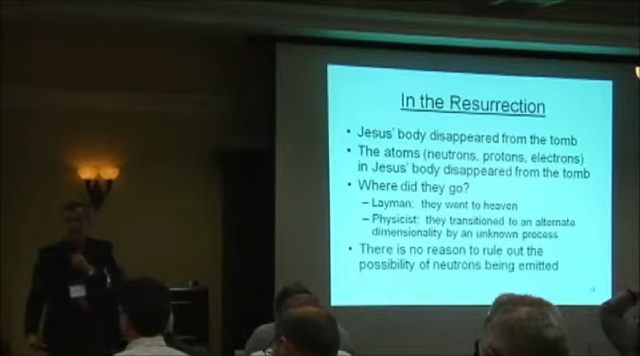 In the Resurrection
• Jesus' body disappeared from the tomb
• The atoms (neutrons, protons, electrons)
in Jesus' body disappeared from the tomb
• Where did they go?
– Layman: they went to heaven
– Physicist: they transitioned to an alternate
dimensionality by an unknown process
• There is no reason to rule out the
possibility of neutrons being emitted